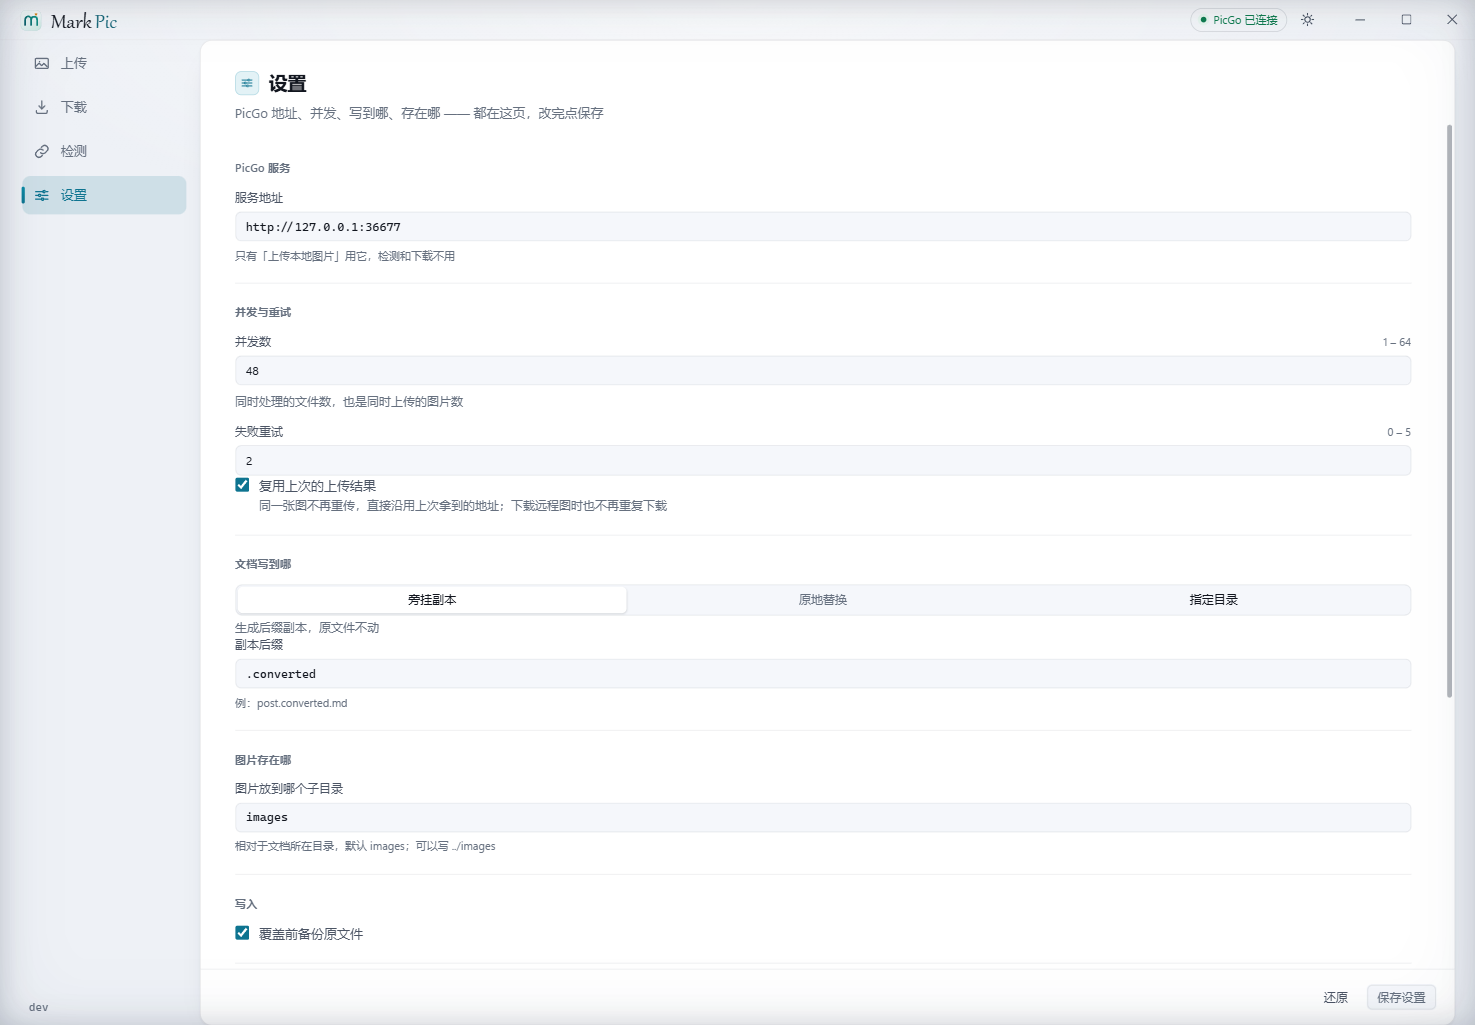 Mark Pic
PicGo 已连接
上传
下载
检测
设置
设置
PicGo 地址、并发、写到哪、存在哪 —— 都在这页，改完点保存
PicGo 服务
服务地址
http://127.0.0.1:36677
只有「上传本地图片」用它，检测和下载不用
并发与重试
并发数
1 – 64
48
同时处理的文件数，也是同时上传的图片数
失败重试
0 – 5
2
复用上次的上传结果
同一张图不再重传，直接沿用上次拿到的地址；下载远程图时也不再重复下载
文档写到哪
旁挂副本 原地替换 指定目录
生成后缀副本，原文件不动
副本后缀
.converted
例：post.converted.md
图片存在哪
图片放到哪个子目录
images
相对于文档所在目录，默认 images；可以写 ../images
写入
覆盖前备份原文件
dev
还原 保存设置